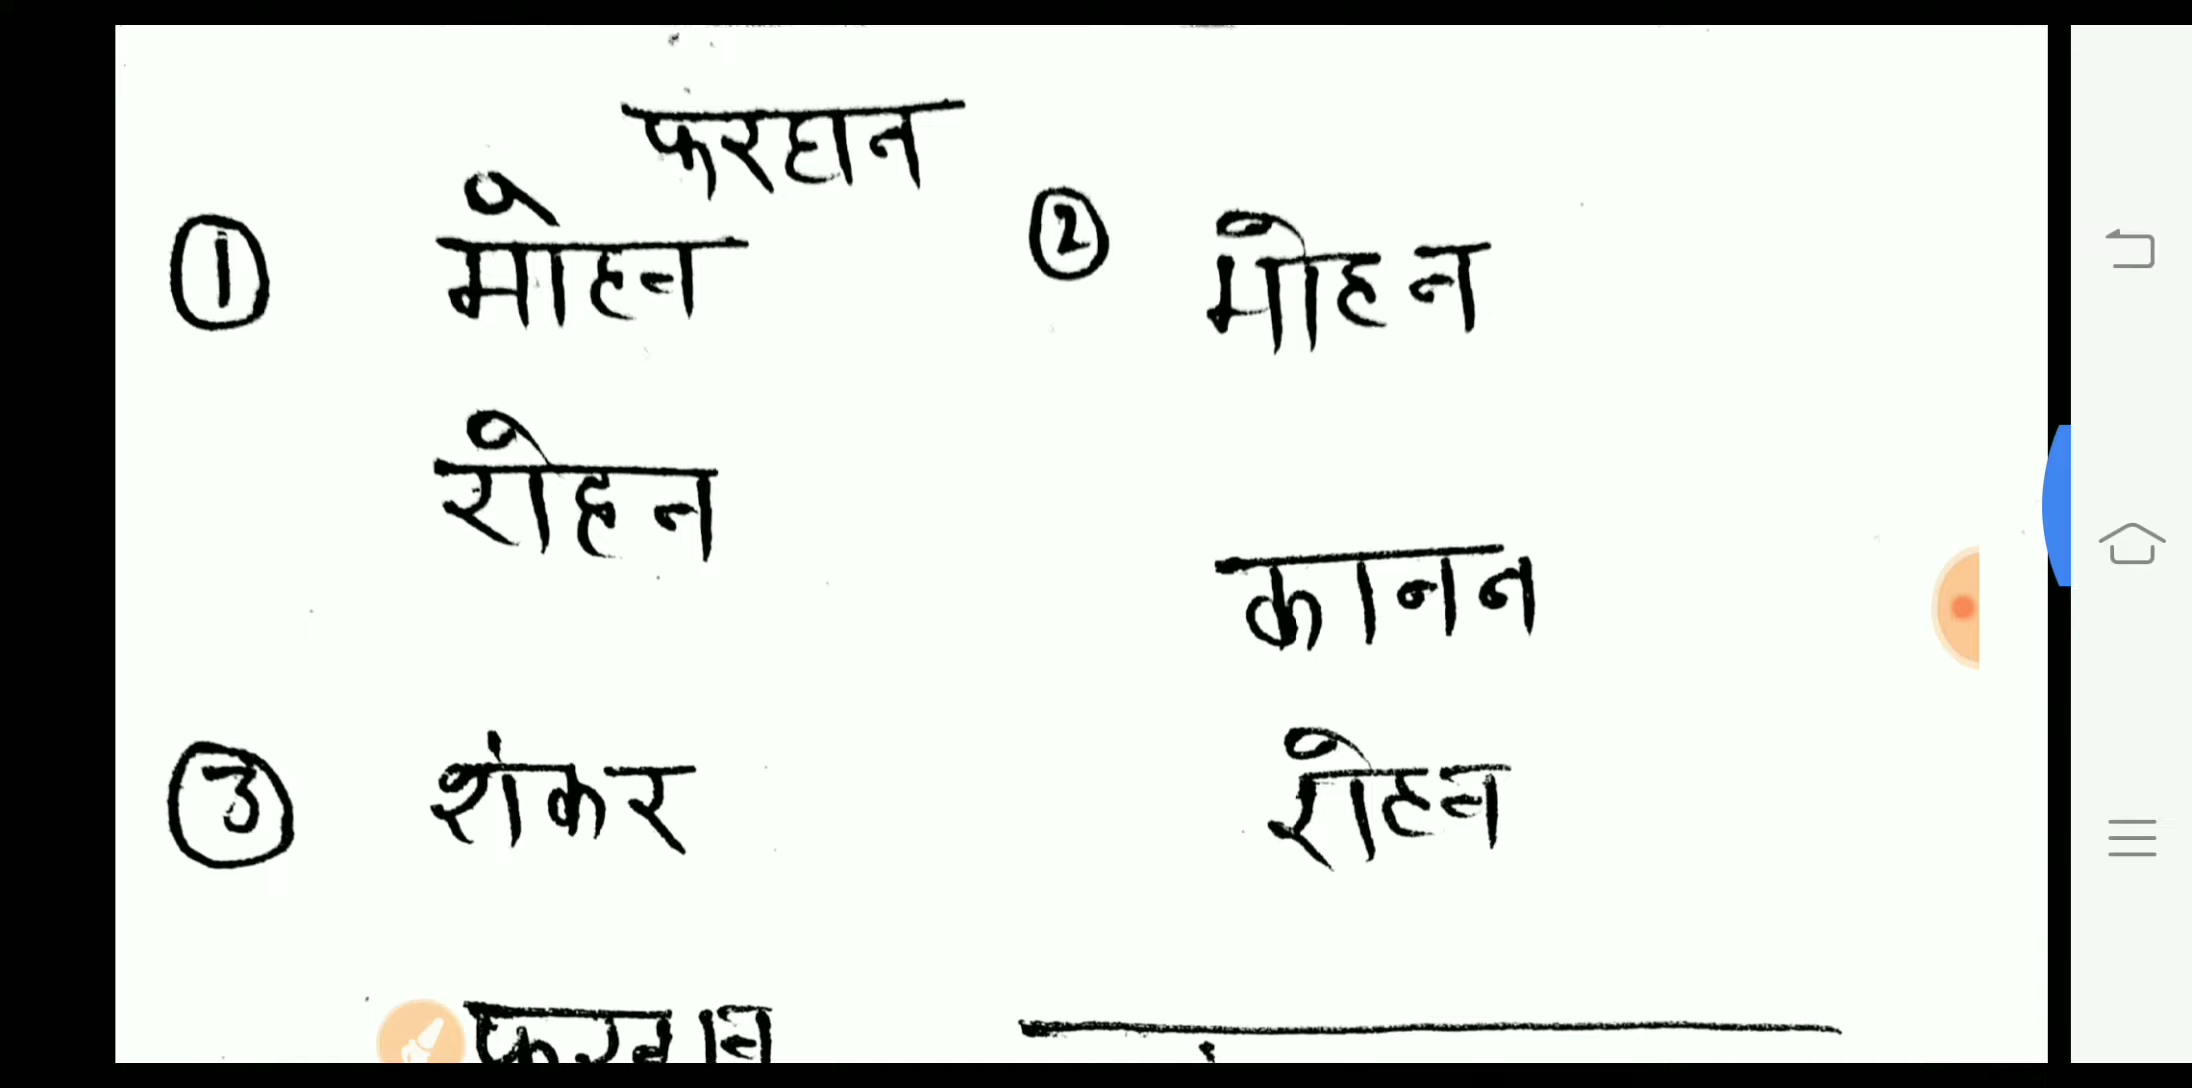 फरहान
① मोहन
② मोहन
रोहन
कानन
③ शंकर
रोहन